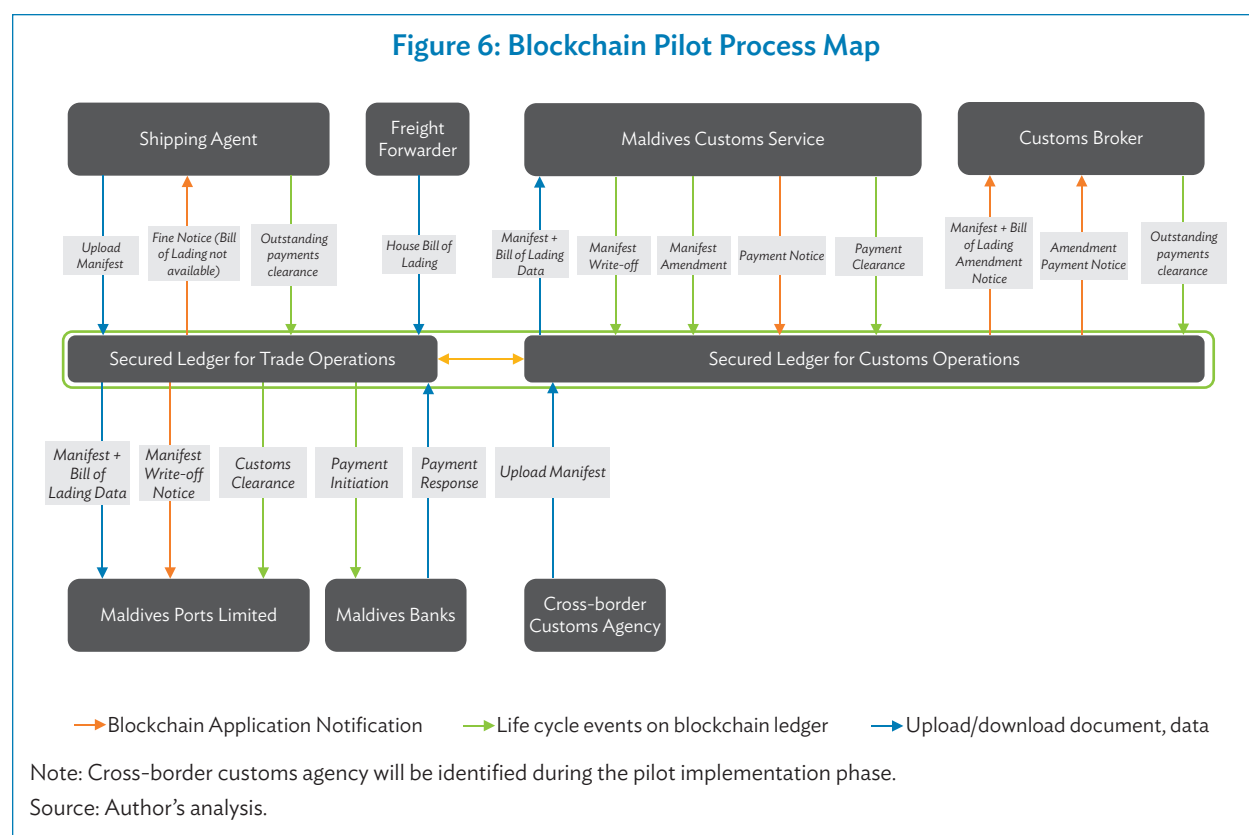 Figure 6: Blockchain Pilot Process Map
Shipping Agent
Freight
Forwarder
Maldives Customs Service
Customs Broker
Upload
Manifest
Fine Notice (Bill
of Lading not
available)
Outstanding
payments
clearance
House Bill of
Lading
Manifest +
Bill of Lading
Data
Manifest
Write-off
Manifest
Amendment
Payment Notice
Payment
Clearance
Manifest + Bill
of Lading
Amendment
Notice
Amendment
Payment Notice
Outstanding
payments
clearance
Secured Ledger for Trade Operations
Secured Ledger for Customs Operations
Manifest +
Bill of
Lading Data
Manifest
Write-off
Notice
Customs
Clearance
Payment
Initiation
Payment
Response
Upload Manifest
Maldives Ports Limited
Maldives Banks
Cross-border
Customs Agency
Blockchain Application Notification
Life cycle events on blockchain ledger
Upload/download document, data
Note: Cross-border customs agency will be identified during the pilot implementation phase.
Source: Author’s analysis.